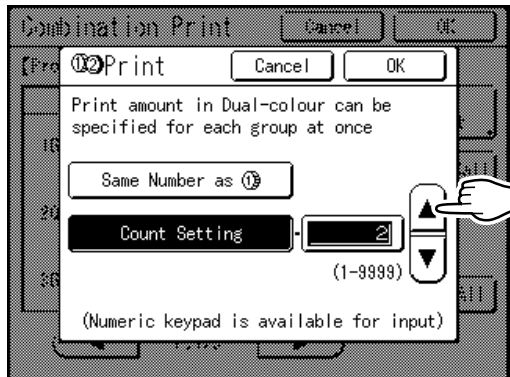 Combination Print Cancel OK
①②Print Cancel OK
Print amount in Dual-colour can be
specified for each group at once
Same Number as ①
Count Setting 2
(1-9999)
(Numeric keypad is available for input)